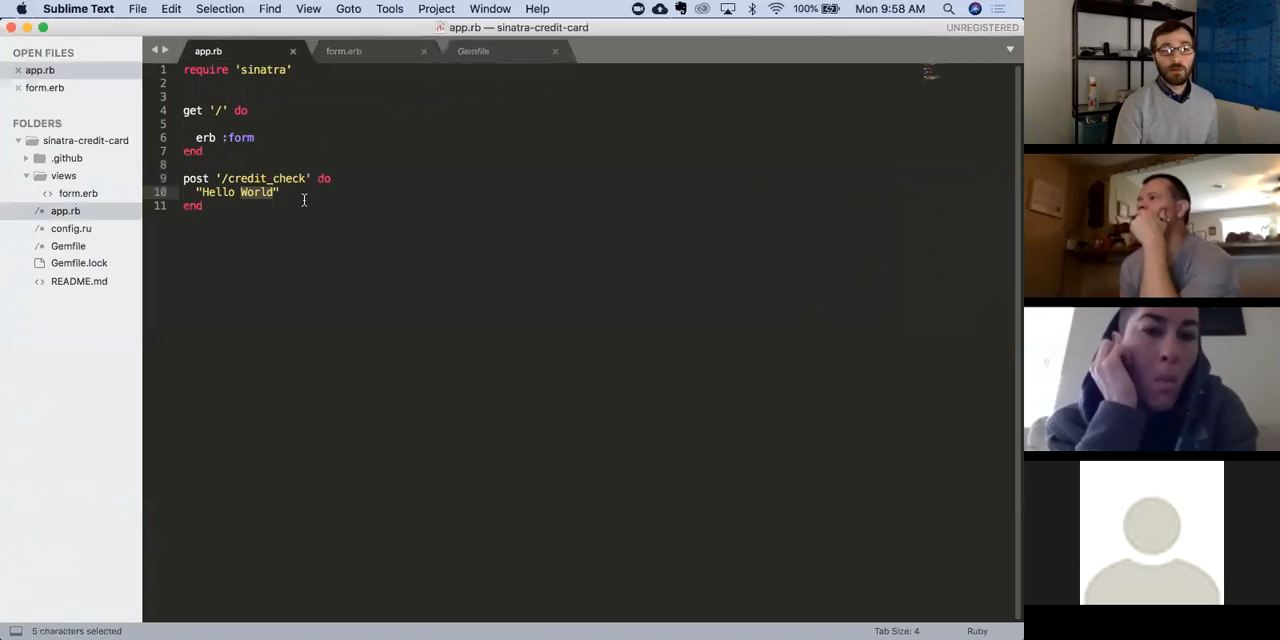 Sublime Text File Edit Selection Find View Goto Tools Project Window Help 100% Mon 9:58 AM
app.rb — sinatra-credit-card UNREGISTERED
OPEN FILES
app.rb
form.erb
FOLDERS
sinatra-credit-card
.github
views
form.erb
app.rb
config.ru
Gemfile
Gemfile.lock
README.md
app.rb form.erb Gemfile
1 require 'sinatra'
2
3
4 get '/' do
5
6 erb :form
7 end
8
9 post '/credit_check' do
10 "Hello World"
11 end
5 characters selected Tab Size: 4 Ruby